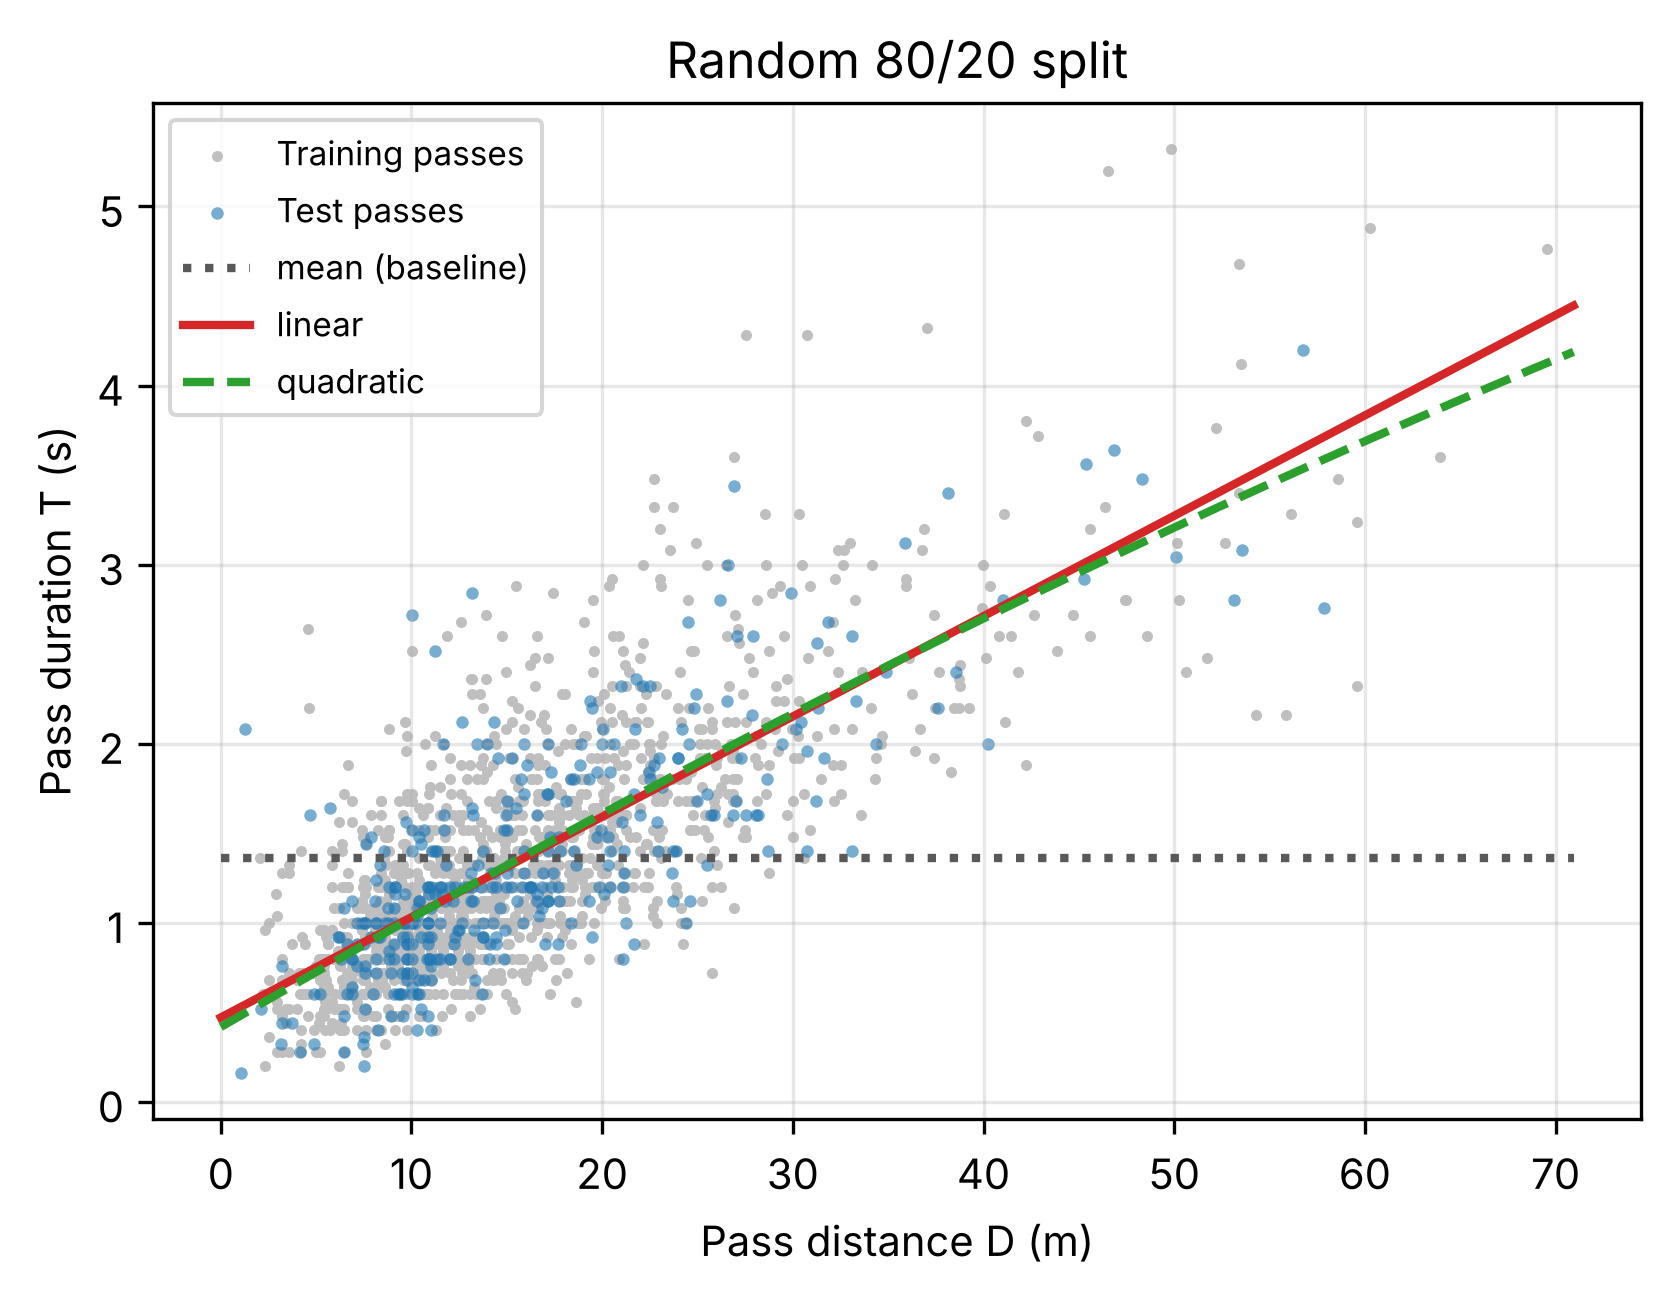 Random 80/20 split
Training passes
Test passes
mean (baseline)
linear
quadratic
Pass duration T (s)
5
4
3
2
1
0
0 10 20 30 40 50 60 70
Pass distance D (m)